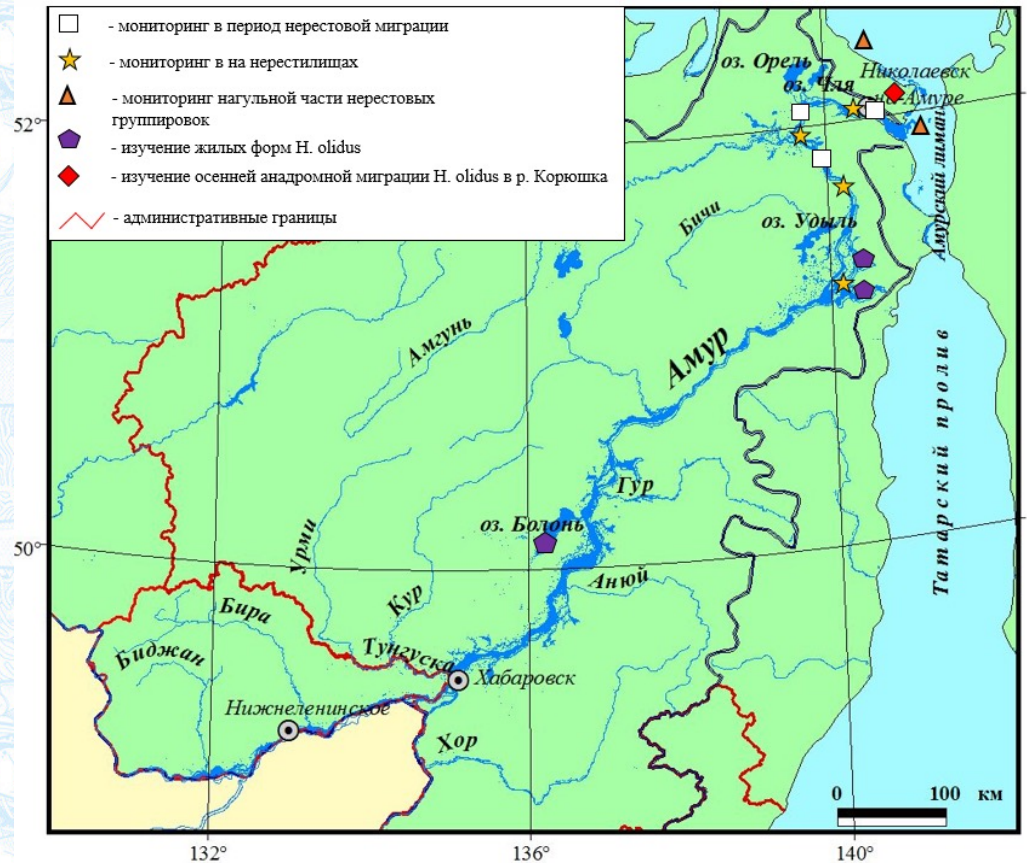 - мониторинг в период нерестовой миграции
- мониторинг в на нерестилищах
- мониторинг нагульной части нерестовых
группировок
- изучение жилых форм H. olidus
- изучение осенней анадромной миграции H. olidus в р. Корюшка
- административные границы
оз. Орель
Николаевск
оз. Чля
на-Амуре
52°
Амурский лиман
Бичи
оз. Удыль
Амгунь
Амур
Татарский пролив
Гур
оз. Болонь
50°
Урми
Кур
Анюй
Бира
Биджан
Тунгуска
Хабаровск
Нижнеленинское
Хор
0 100 км
132° 136° 140°